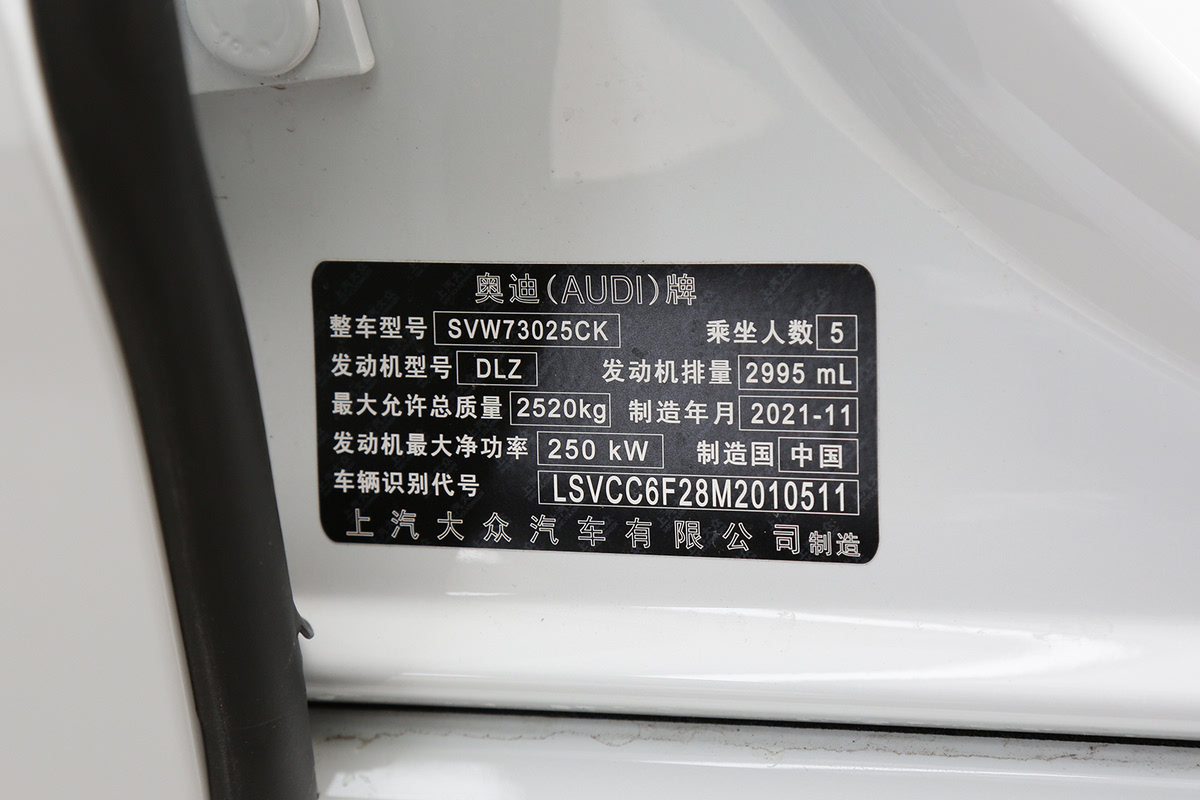 奥迪(AUDI)牌
整车型号 SVW73025CK 乘坐人数 5
发动机型号 DLZ 发动机排量 2995 mL
最大允许总质量 2520kg 制造年月 2021-11
发动机最大净功率 250 kW 制造国 中国
车辆识别代号 LSVCC6F28M2010511
上汽大众汽车有限公司制造